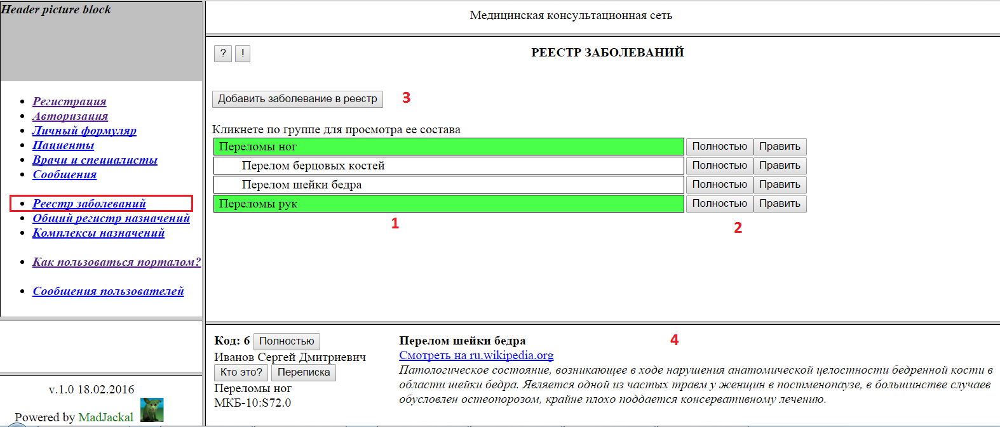 Header picture block
Регистрация
Авторизация
Личный формуляр
Пациенты
Врачи и специалисты
Сообщения
Реестр заболеваний
Общий регистр назначений
Комплексы назначений
Как пользоваться порталом?
Сообщения пользователей
v.1.0 18.02.2016
Powered by MadJackal
Медицинская консультационная сеть
? ! РЕЕСТР ЗАБОЛЕВАНИЙ
Добавить заболевание в реестр 3
Кликнете по группе для просмотра ее состава
Переломы ног Полностью Править
Перелом берцовых костей Полностью Править
Перелом шейки бедра Полностью Править
Переломы рук Полностью Править
1 2
Код: 6 Полностью
Иванов Сергей Дмитриевич
Кто это? Переписка
Переломы ног
МКБ-10:S72.0
Перелом шейки бедра 4
Смотреть на ru.wikipedia.org
Патологическое состояние, возникающее в ходе нарушения анатомической целостности бедренной кости в
области шейки бедра. Является одной из частых травм у женщин в постменопаузе, в большинстве случаев
обусловлен остеопорозом, крайне плохо поддается консервативному лечению.